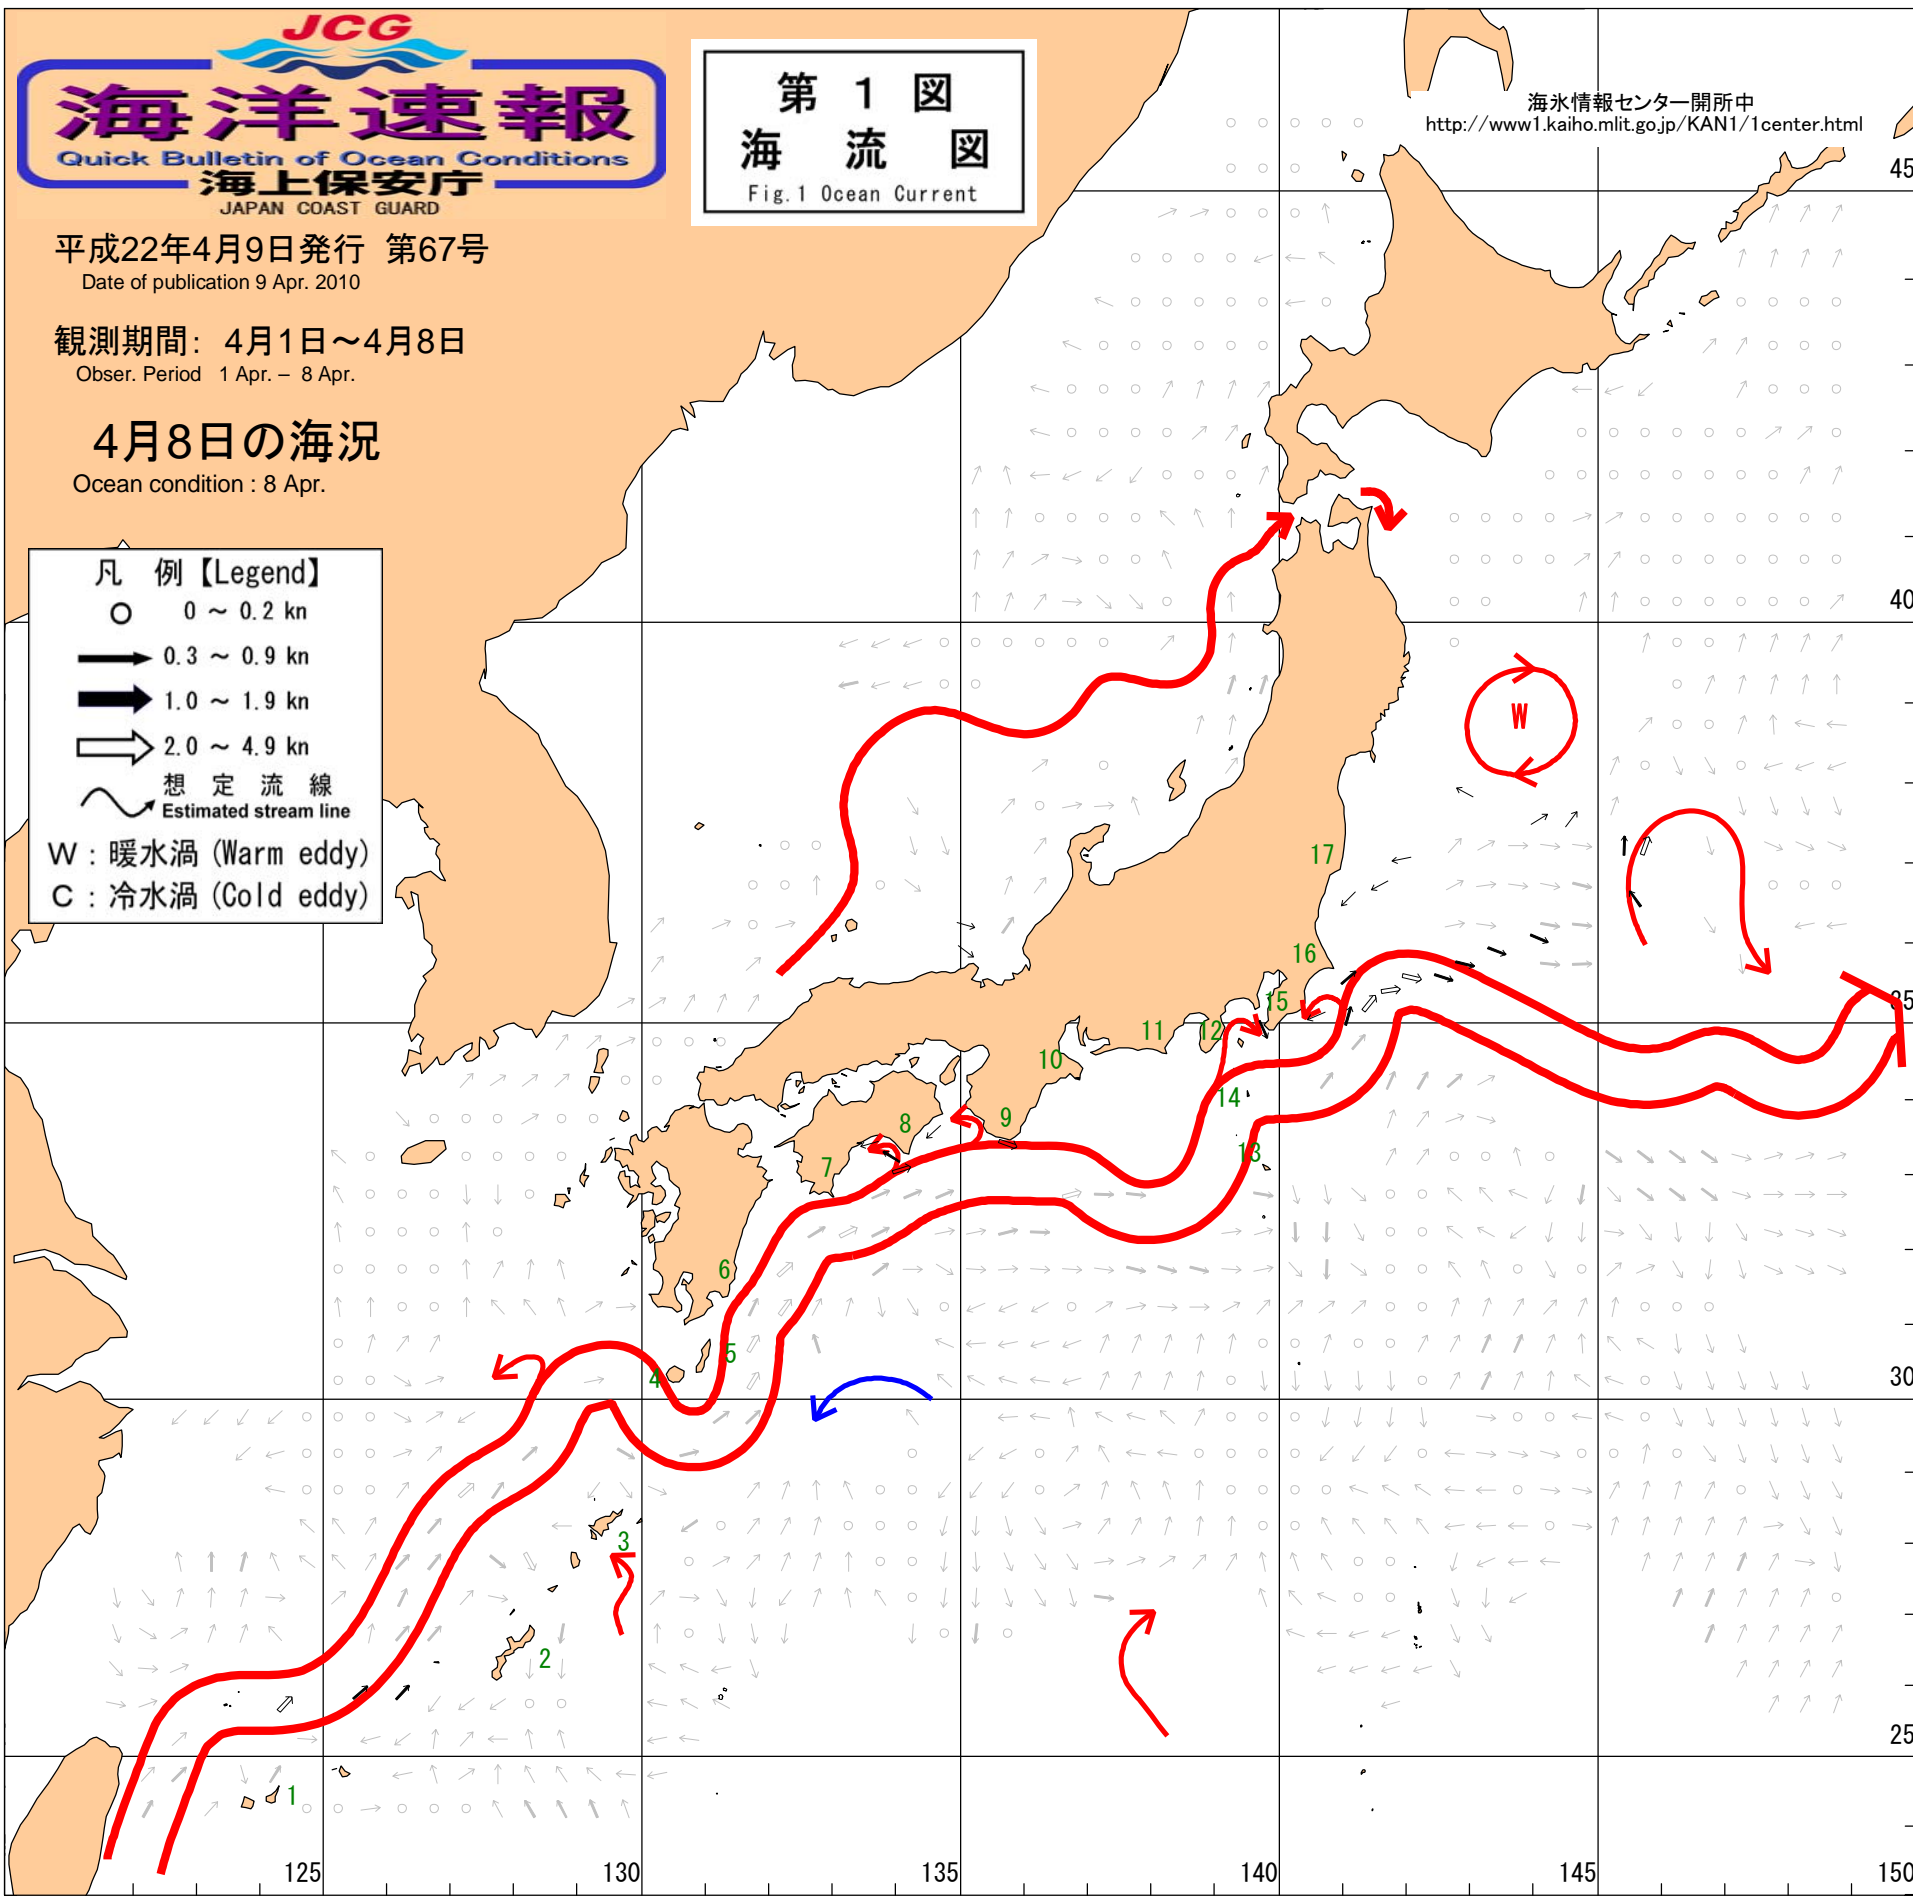 JCG
海洋速報
Quick Bulletin of Ocean Conditions
海上保安庁
JAPAN COAST GUARD
第 1 図
海 流 図
Fig.1 Ocean Current
海氷情報センター開所中
http://www1.kaiho.mlit.go.jp/KAN1/1center.html
平成22年4月9日発行 第67号
Date of publication 9 Apr. 2010
観測期間: 4月1日～4月8日
Obser. Period 1 Apr. – 8 Apr.
4月8日の海況
Ocean condition : 8 Apr.
凡 例【Legend】
0 ～ 0.2 kn
0.3 ～ 0.9 kn
1.0 ～ 1.9 kn
2.0 ～ 4.9 kn
想 定 流 線
Estimated stream line
W : 暖水渦 (Warm eddy)
C : 冷水渦 (Cold eddy)
45
40
W
17
16
35
15
12
11
10
14
9
8
13
7
6
5
4
30
3
2
25
1
125
130
135
140
145
150